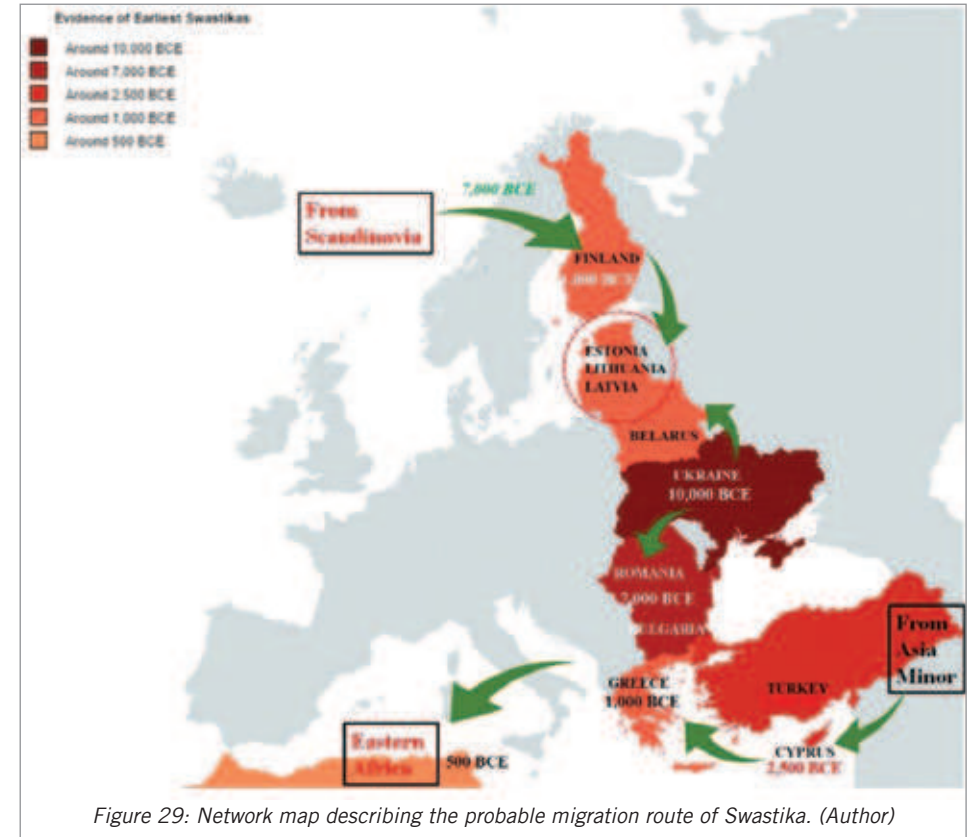 Evidence of Earliest Swastikas
Around 10,000 BCE
Around 7,000 BCE
Around 2,500 BCE
Around 1,000 BCE
Around 500 BCE
7,000 BCE
From
Scandinovia
FINLAND
,000 BCE
ESTONIA
LITHUANIA
LATVIA
BELARUS
UKRAINE
10,000 BCE
ROMANIA
7,000 BCE
BULGARIA
From
Asia
Minor
GREECE
1,000 BCE
TURKEY
Eastern
Africa
500 BCE
CYPRUS
2,500 BCE
Figure 29: Network map describing the probable migration route of Swastika. (Author)